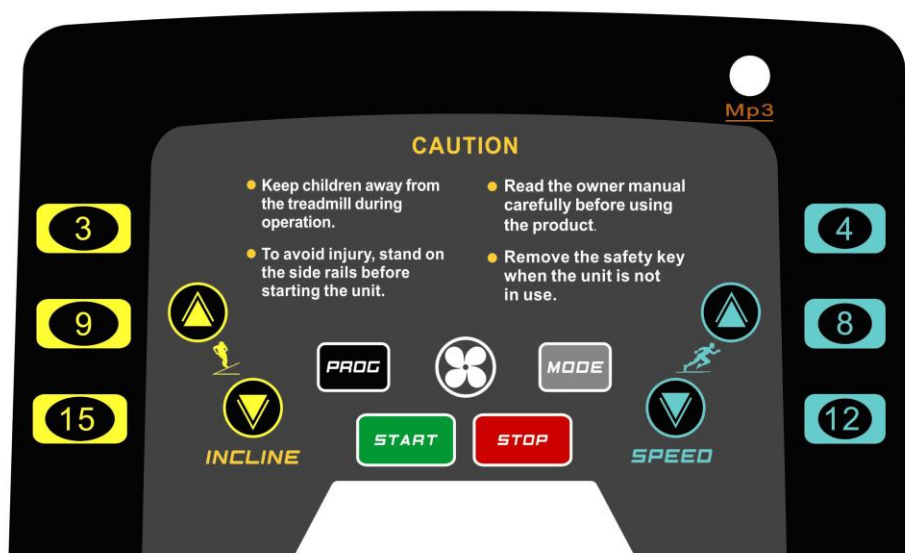 Mp3
CAUTION
Keep children away from
the treadmill during
operation.
To avoid injury, stand on
the side rails before
starting the unit.
Read the owner manual
carefully before using
the product.
Remove the safety key
when the unit is not
in use.
3
9
15
4
8
12
PROG
MODE
START
STOP
INCLINE
SPEED